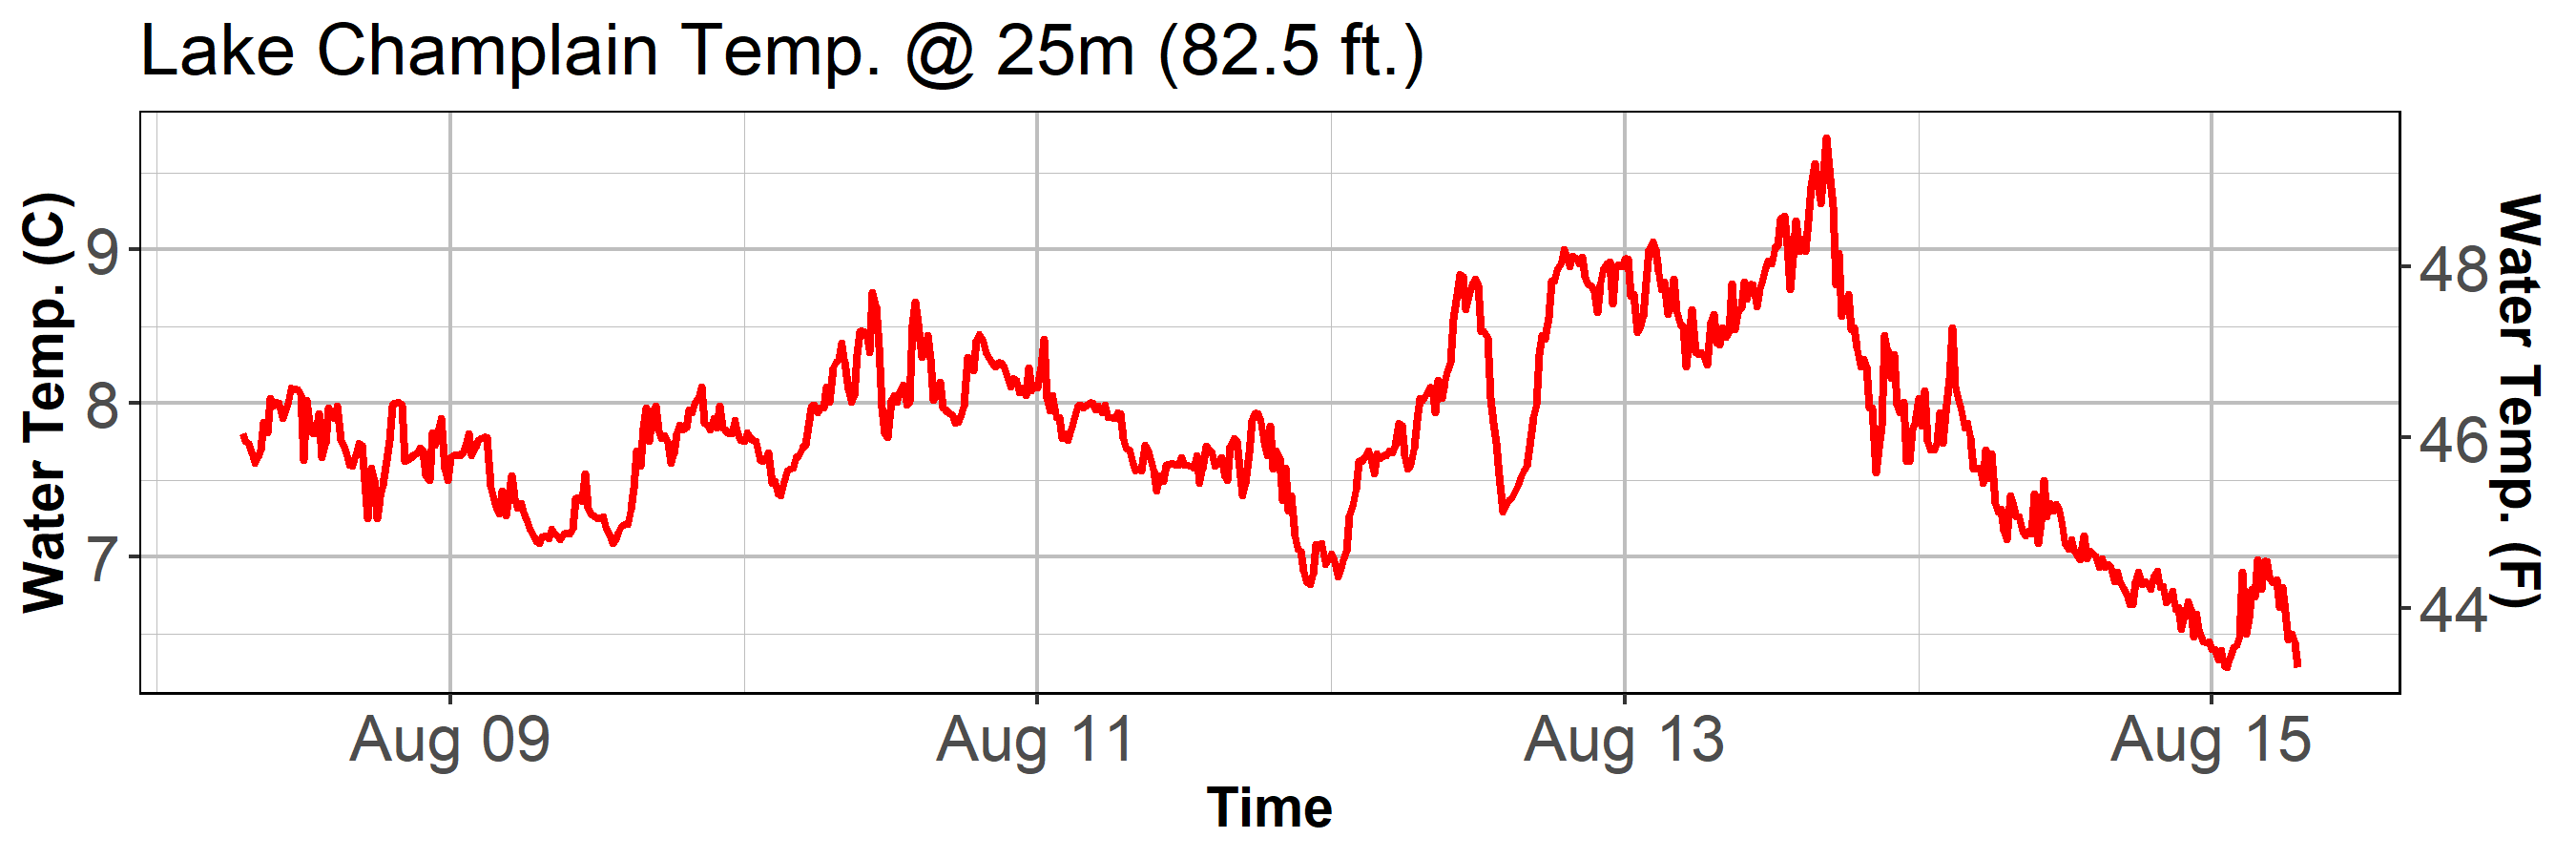 Lake Champlain Temp. @ 25m (82.5 ft.)
Water Temp. (C)
9
8
7
48
46
44
Water Temp. (F)
Aug 09 Aug 11 Aug 13 Aug 15
Time